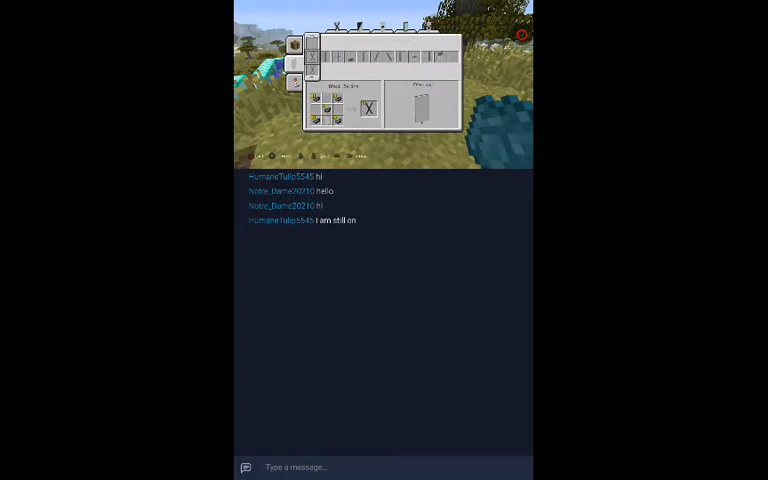 HumaneTulip5545 hi
Notre_Dame20210 hello
Notre_Dame20210 hi
HumaneTulip5545 I am still on
Type a message...